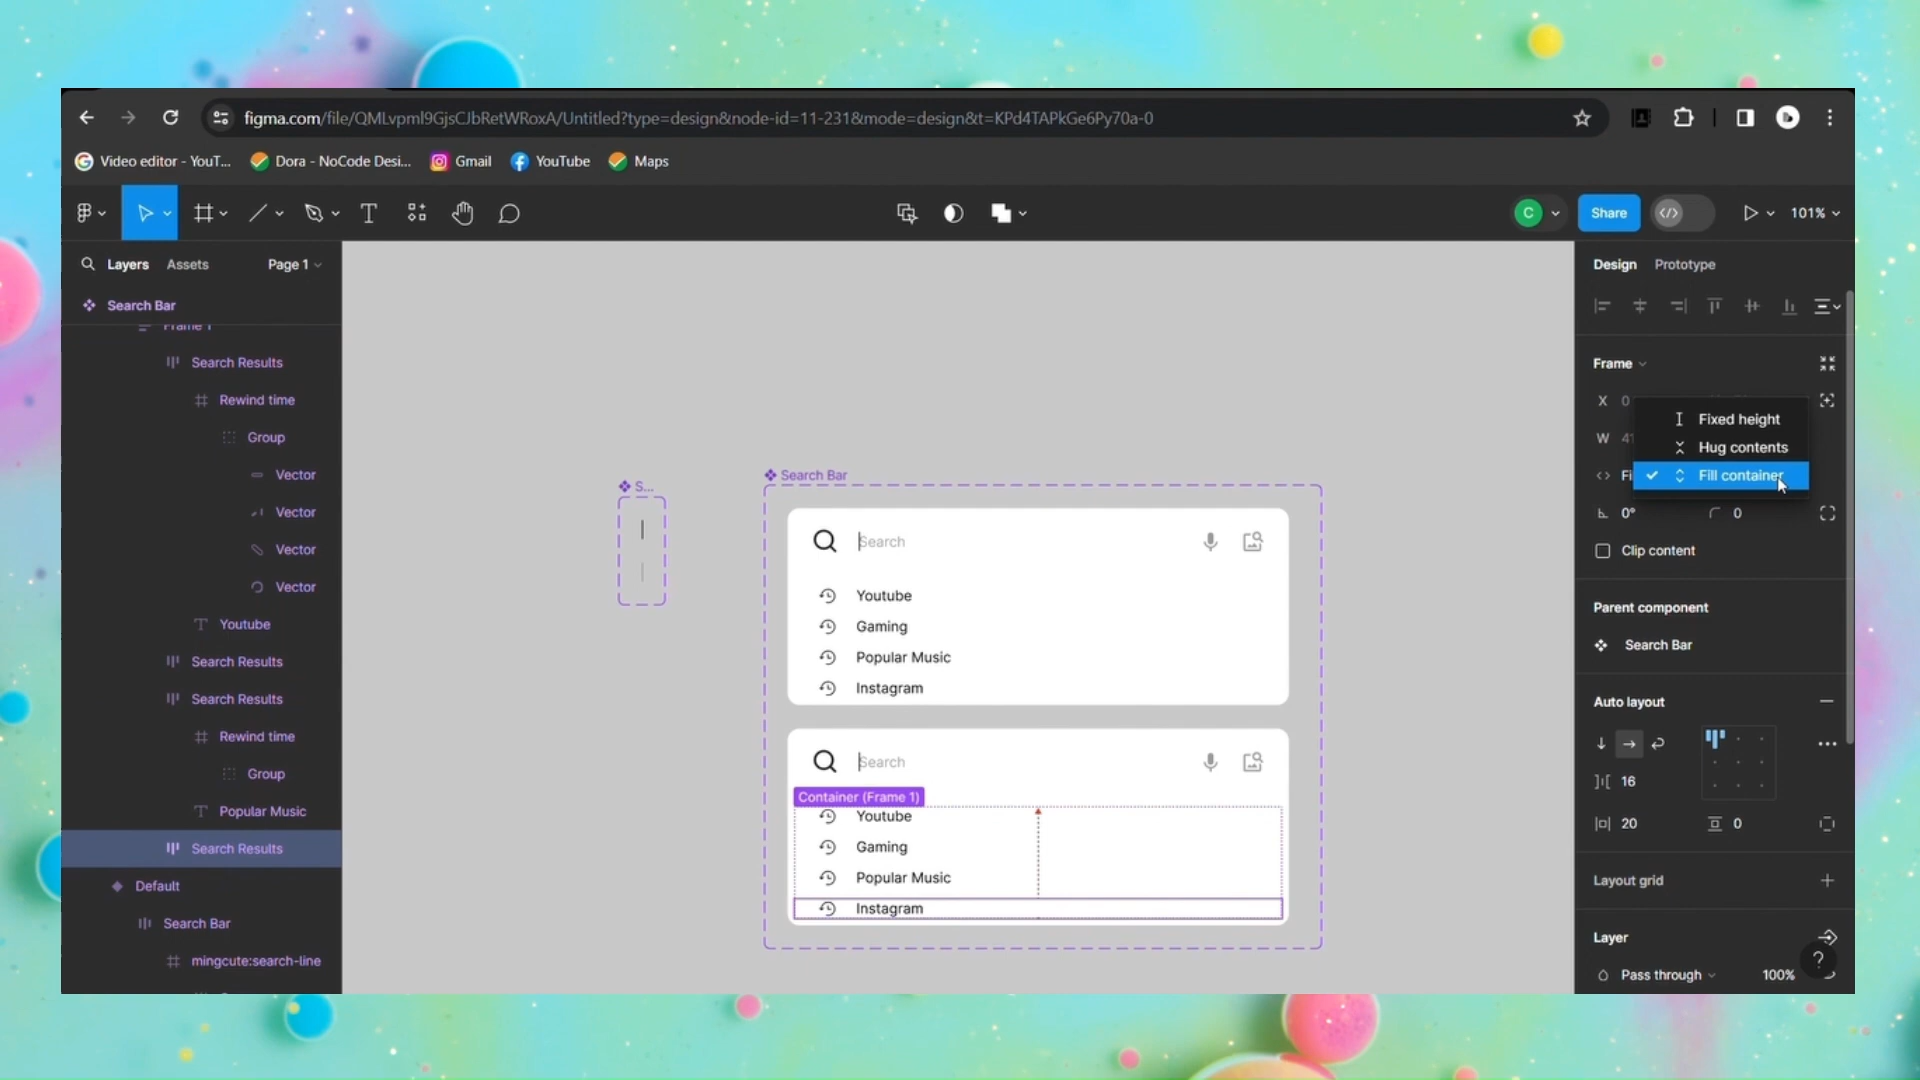 figma.com/file/QMLvpml9GjsCJbRetWRoxA/Untitled?type=design&node-id=11-231&mode=design&t=KPd4TAPkGe6Py70a-0
Video editor - YouT...
Dora - NoCode Desi...
Gmail
YouTube
Maps
C
Share
101%
Layers
Assets
Page 1
Search Bar
Frame 1
Search Results
Rewind time
Group
Vector
Vector
Vector
Vector
Youtube
Search Results
Search Results
Rewind time
Group
Popular Music
Search Results
Default
Search Bar
mingcute:search-line
S...
Search Bar
Search
Youtube
Gaming
Popular Music
Instagram
Search
Container (Frame 1)
Youtube
Gaming
Popular Music
Instagram
Design
Prototype
Frame
X 0
W 41
Fi
Fixed height
Hug contents
Fill container
0°
0
Clip content
Parent component
Search Bar
Auto layout
16
20
0
Layout grid
Layer
Pass through
100%
?